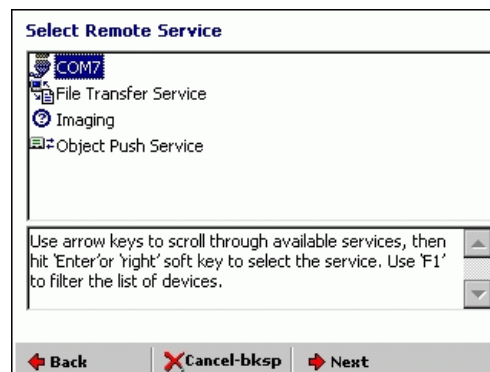 Select Remote Service
COM7
File Transfer Service
Imaging
Object Push Service
Use arrow keys to scroll through available services, then
hit 'Enter'or 'right' soft key to select the service. Use 'F1'
to filter the list of devices.
Back
Cancel-bksp
Next